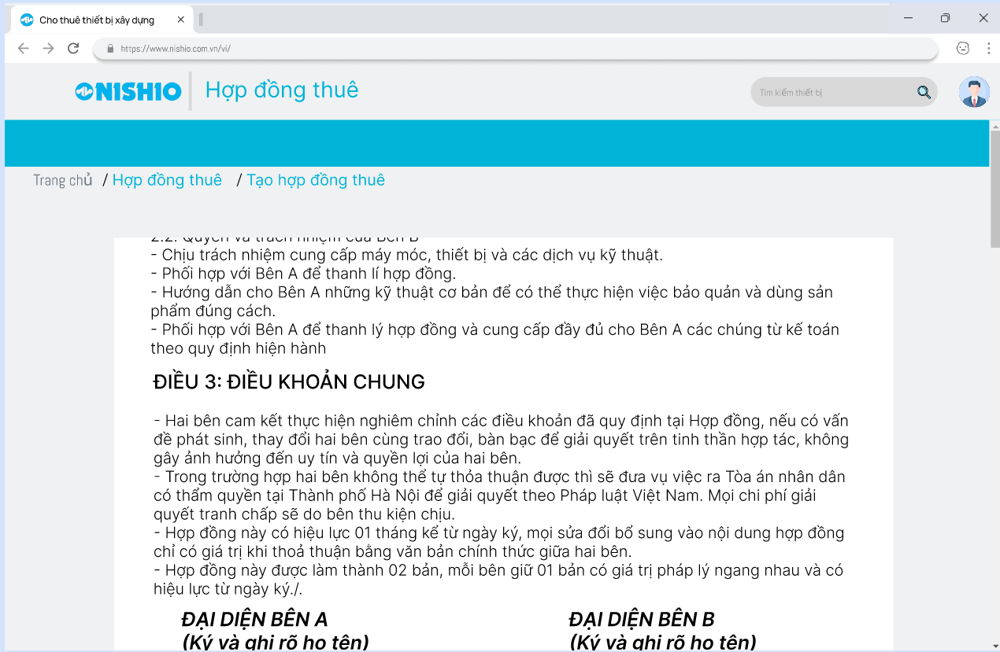 Cho thuê thiết bị xây dựng
https://www.nishio.com.vn/vi/
NISHIO
Hợp đồng thuê
Tìm kiếm thiết bị
Trang chủ / Hợp đồng thuê / Tạo hợp đồng thuê
2.2. Quyền và trách nhiệm của Bên B
- Chịu trách nhiệm cung cấp máy móc, thiết bị và các dịch vụ kỹ thuật.
- Phối hợp với Bên A để thanh lí hợp đồng.
- Hướng dẫn cho Bên A những kỹ thuật cơ bản để có thể thực hiện việc bảo quản và dùng sản
phẩm đúng cách.
- Phối hợp với Bên A để thanh lý hợp đồng và cung cấp đầy đủ cho Bên A các chúng từ kế toán
theo quy định hiện hành
ĐIỀU 3: ĐIỀU KHOẢN CHUNG
- Hai bên cam kết thực hiện nghiêm chỉnh các điều khoản đã quy định tại Hợp đồng, nếu có vấn
đề phát sinh, thay đổi hai bên cùng trao đổi, bàn bạc để giải quyết trên tinh thần hợp tác, không
gây ảnh hưởng đến uy tín và quyền lợi của hai bên.
- Trong trường hợp hai bên không thể tự thỏa thuận được thì sẽ đưa vụ việc ra Tòa án nhân dân
có thẩm quyền tại Thành phố Hà Nội để giải quyết theo Pháp luật Việt Nam. Mọi chi phí giải
quyết tranh chấp sẽ do bên thu kiện chịu.
- Hợp đồng này có hiệu lực 01 tháng kể từ ngày ký, mọi sửa đổi bổ sung vào nội dung hợp đồng
chỉ có giá trị khi thoả thuận bằng văn bản chính thức giữa hai bên.
- Hợp đồng này được làm thành 02 bản, mỗi bên giữ 01 bản có giá trị pháp lý ngang nhau và có
hiệu lực từ ngày ký./.
ĐẠI DIỆN BÊN A
ĐẠI DIỆN BÊN B
(Ký và ghi rõ họ tên)
(Ký và ghi rõ họ tên)